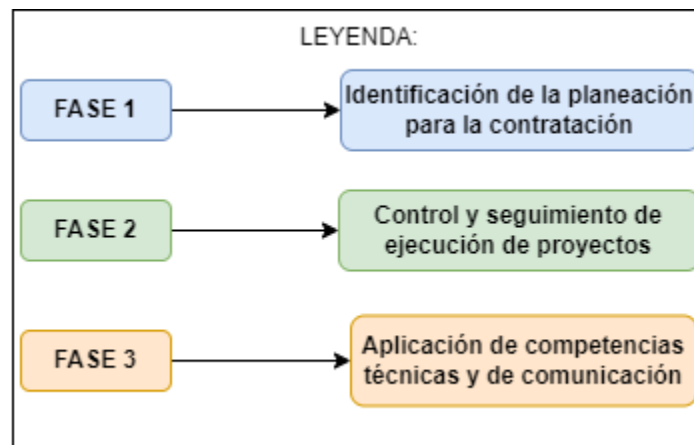 LEYENDA:
FASE 1
Identificación de la planeación
para la contratación
FASE 2
Control y seguimiento de
ejecución de proyectos
FASE 3
Aplicación de competencias
técnicas y de comunicación